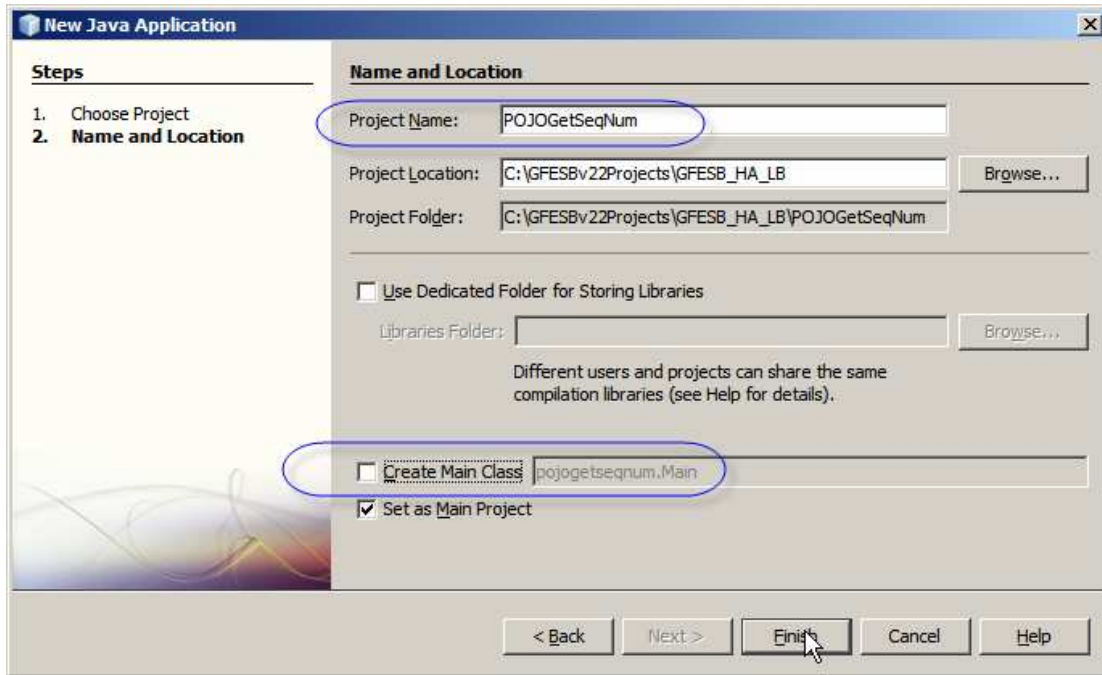 New Java Application
Steps
1. Choose Project
2. Name and Location
Name and Location
Project Name: POJOGetSeqNum
Project Location: C:\GFESBv22Projects\GFESB_HA_LB Browse...
Project Folder: C:\GFESBv22Projects\GFESB_HA_LB\POJOGetSeqNum
Use Dedicated Folder for Storing Libraries
Libraries Folder: Browse...
Different users and projects can share the same
compilation libraries (see Help for details).
Create Main Class pojogetseqnum.Main
Set as Main Project
< Back Next > Finish Cancel Help